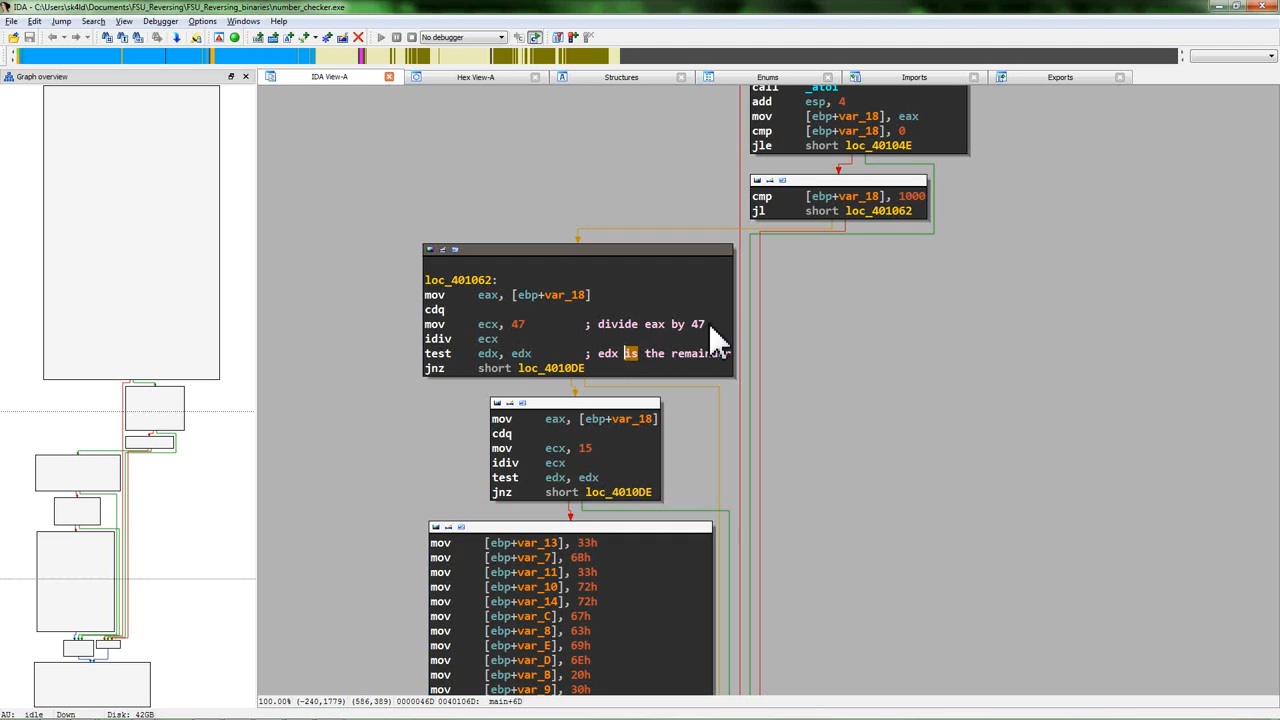 IDA - C:\Users\sk4ld\Documents\FSU_Reversing\FSU_Reversing_binaries\number_checker.exe
File Edit Jump Search View Debugger Options Windows Help
No debugger
Graph overview
IDA View-A Hex View-A Structures Enums Imports Exports
call _atoi
add esp, 4
mov [ebp+var_18], eax
cmp [ebp+var_18], 0
jle short loc_40104E
cmp [ebp+var_18], 1000
jl short loc_401062
loc_401062:
mov eax, [ebp+var_18]
cdq
mov ecx, 47 ; divide eax by 47
idiv ecx
test edx, edx ; edx is the remainder
jnz short loc_4010DE
mov eax, [ebp+var_18]
cdq
mov ecx, 15
idiv ecx
test edx, edx
jnz short loc_4010DE
mov [ebp+var_13], 33h
mov [ebp+var_7], 6Bh
mov [ebp+var_11], 33h
mov [ebp+var_10], 72h
mov [ebp+var_14], 72h
mov [ebp+var_C], 67h
mov [ebp+var_8], 63h
mov [ebp+var_E], 69h
mov [ebp+var_D], 6Eh
mov [ebp+var_B], 20h
mov [ebp+var_9], 30h
100.00% (-240,1779) (586,389) 0000046D 0040106D: main+6D
AU: idle Down Disk: 42GB